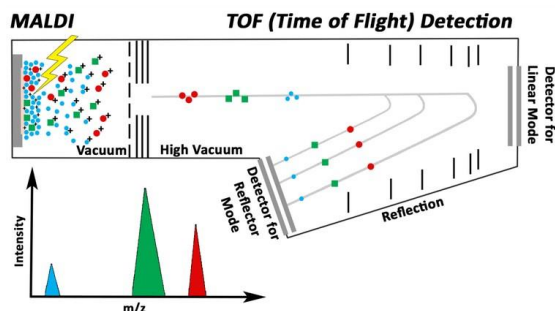 MALDI
TOF (Time of Flight) Detection
Vacuum
High Vacuum
Detector for
Linear Mode
Detector for
Reflector
Mode
Reflection
Intensity
m/z